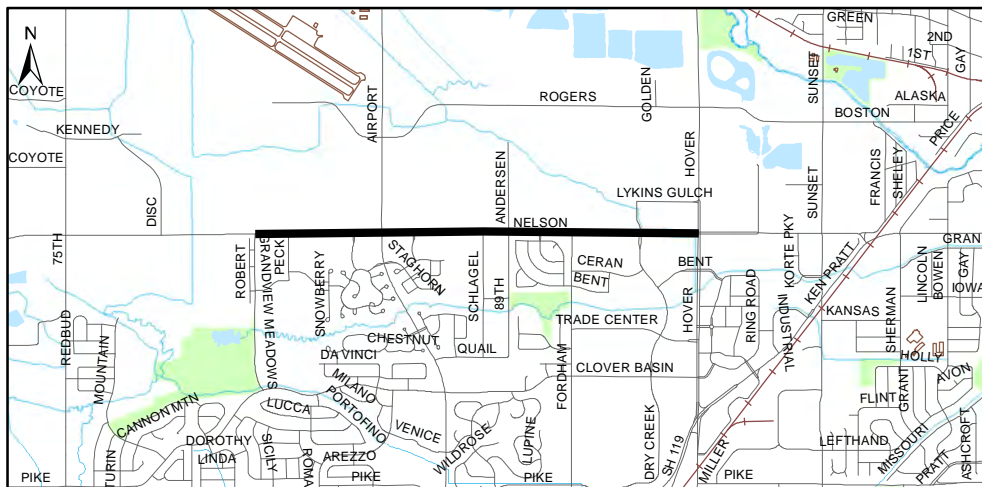 GREEN
2ND
N
1ST
GAY
SUNSET
COYOTE
ROGERS
GOLDEN
ALASKA
AIRPORT
BOSTON
PRICE
KENNEDY
COYOTE
ANDERSEN
HOVER
FRANCIS
SHELEY
LYKINS GULCH
SUNSET
DISC
NELSON
75TH
ROBERT
GRANDVIEW MEADOWS
PECK
STAGHORN
KORTE PKY
KEN PRATT
GRAN
CERAN
BENT
BENT
SNOWBERRY
SCHLAGEL
89TH
LINCOLN
BOWEN
GAY
IOWA
RING ROAD
INDUSTRIAL
HOVER
TRADE CENTER
KANSAS
SHERMAN
REDBUD
MOUNTAIN
CHESTNUT
QUAIL
DA VINCI
HOLLY
CLOVER BASIN
FORDHAM
AVON
MILANO
GRANT
FLINT
PORTOFINO
LUCCA
CANNON MTN
VENICE
WILDROSE
LUPINE
DRY CREEK
SH 119
MILLER
LEFTHAND
MISSOURI
PRATT
ASHCROFT
DOROTHY
LINDA
SICILY
ROMA
AREZZO
TURIN
PIKE
PIKE
PIKE
PIKE